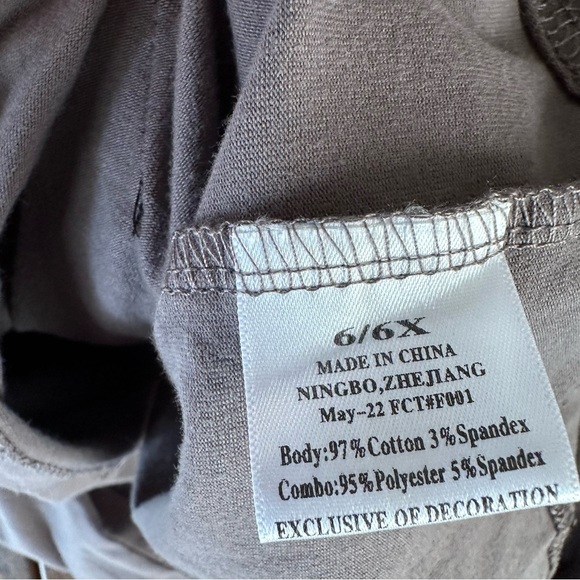 6/6X
MADE IN CHINA
NINGBO,ZHEJIANG
May-22 FCT#F001
Body:97%Cotton 3%Spandex
Combo:95%Polyester 5%Spandex
EXCLUSIVE OF DECORATION